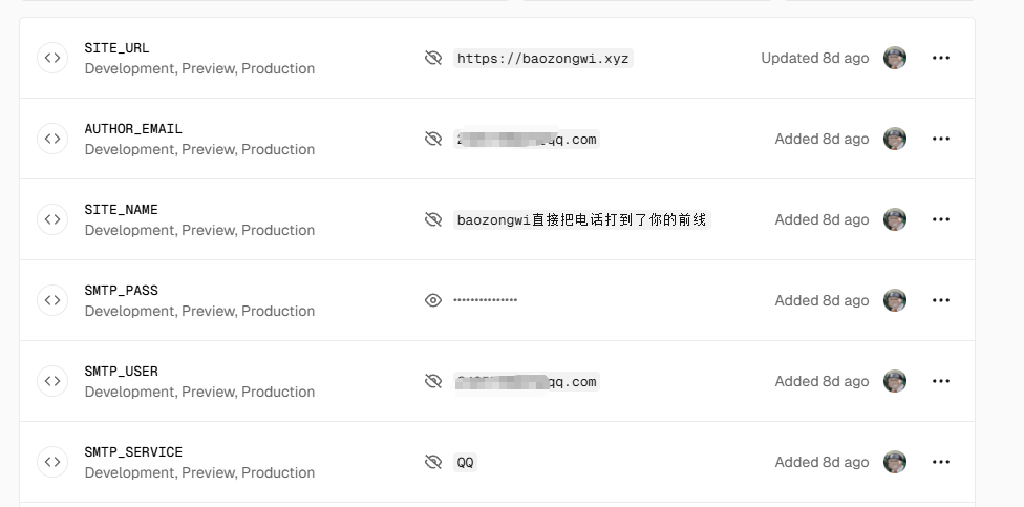 SITE_URL
Development, Preview, Production
https://baozongwi.xyz
Updated 8d ago
AUTHOR_EMAIL
Development, Preview, Production
qq.com
Added 8d ago
SITE_NAME
Development, Preview, Production
baozongwi直接把电话打到了你的前线
Added 8d ago
SMTP_PASS
Development, Preview, Production
Added 8d ago
SMTP_USER
Development, Preview, Production
qq.com
Added 8d ago
SMTP_SERVICE
Development, Preview, Production
QQ
Added 8d ago